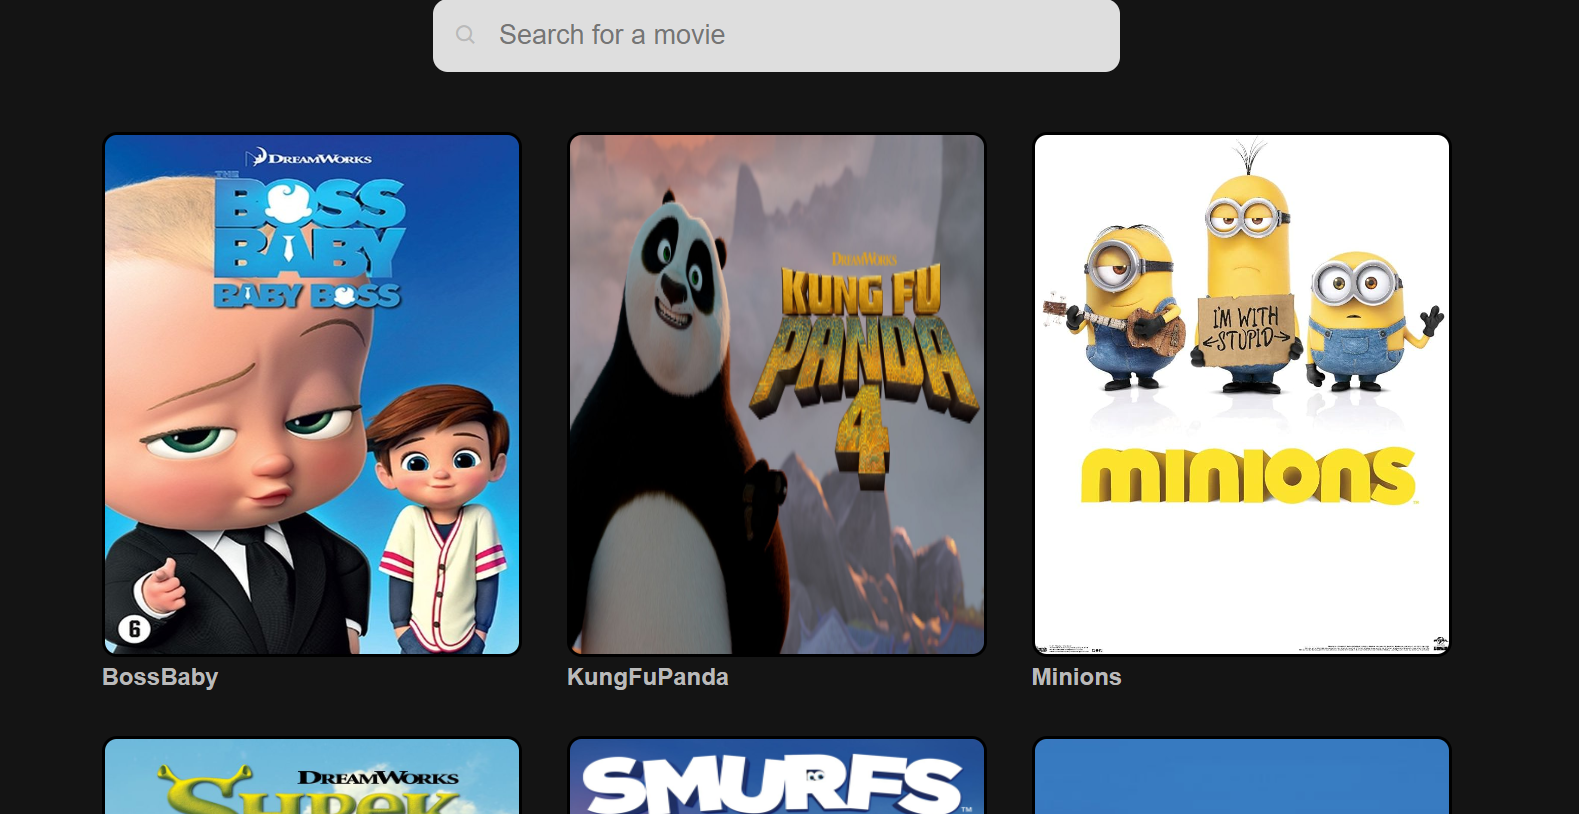 Search for a movie
DREAMWORKS
THE
BOSS
BABY
BABY BOSS
6
BossBaby
DREAMWORKS
KUNG FU
PANDA
4
KungFuPanda
I'M WITH
STUPID
minions
Minions
DREAMWORKS
SHREK
SMURFS™